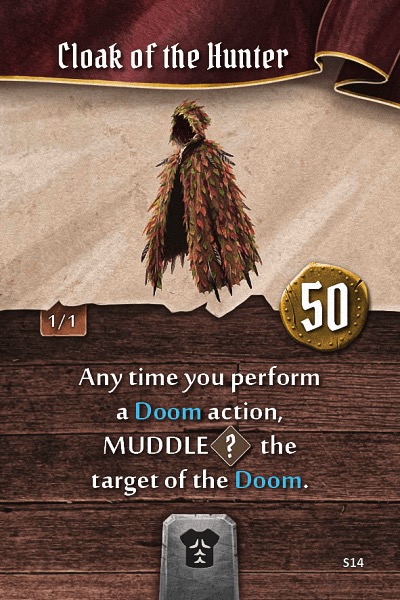 Cloak of the Hunter
1/1
50
Any time you perform
a Doom action,
MUDDLE ? the
target of the Doom.
S14